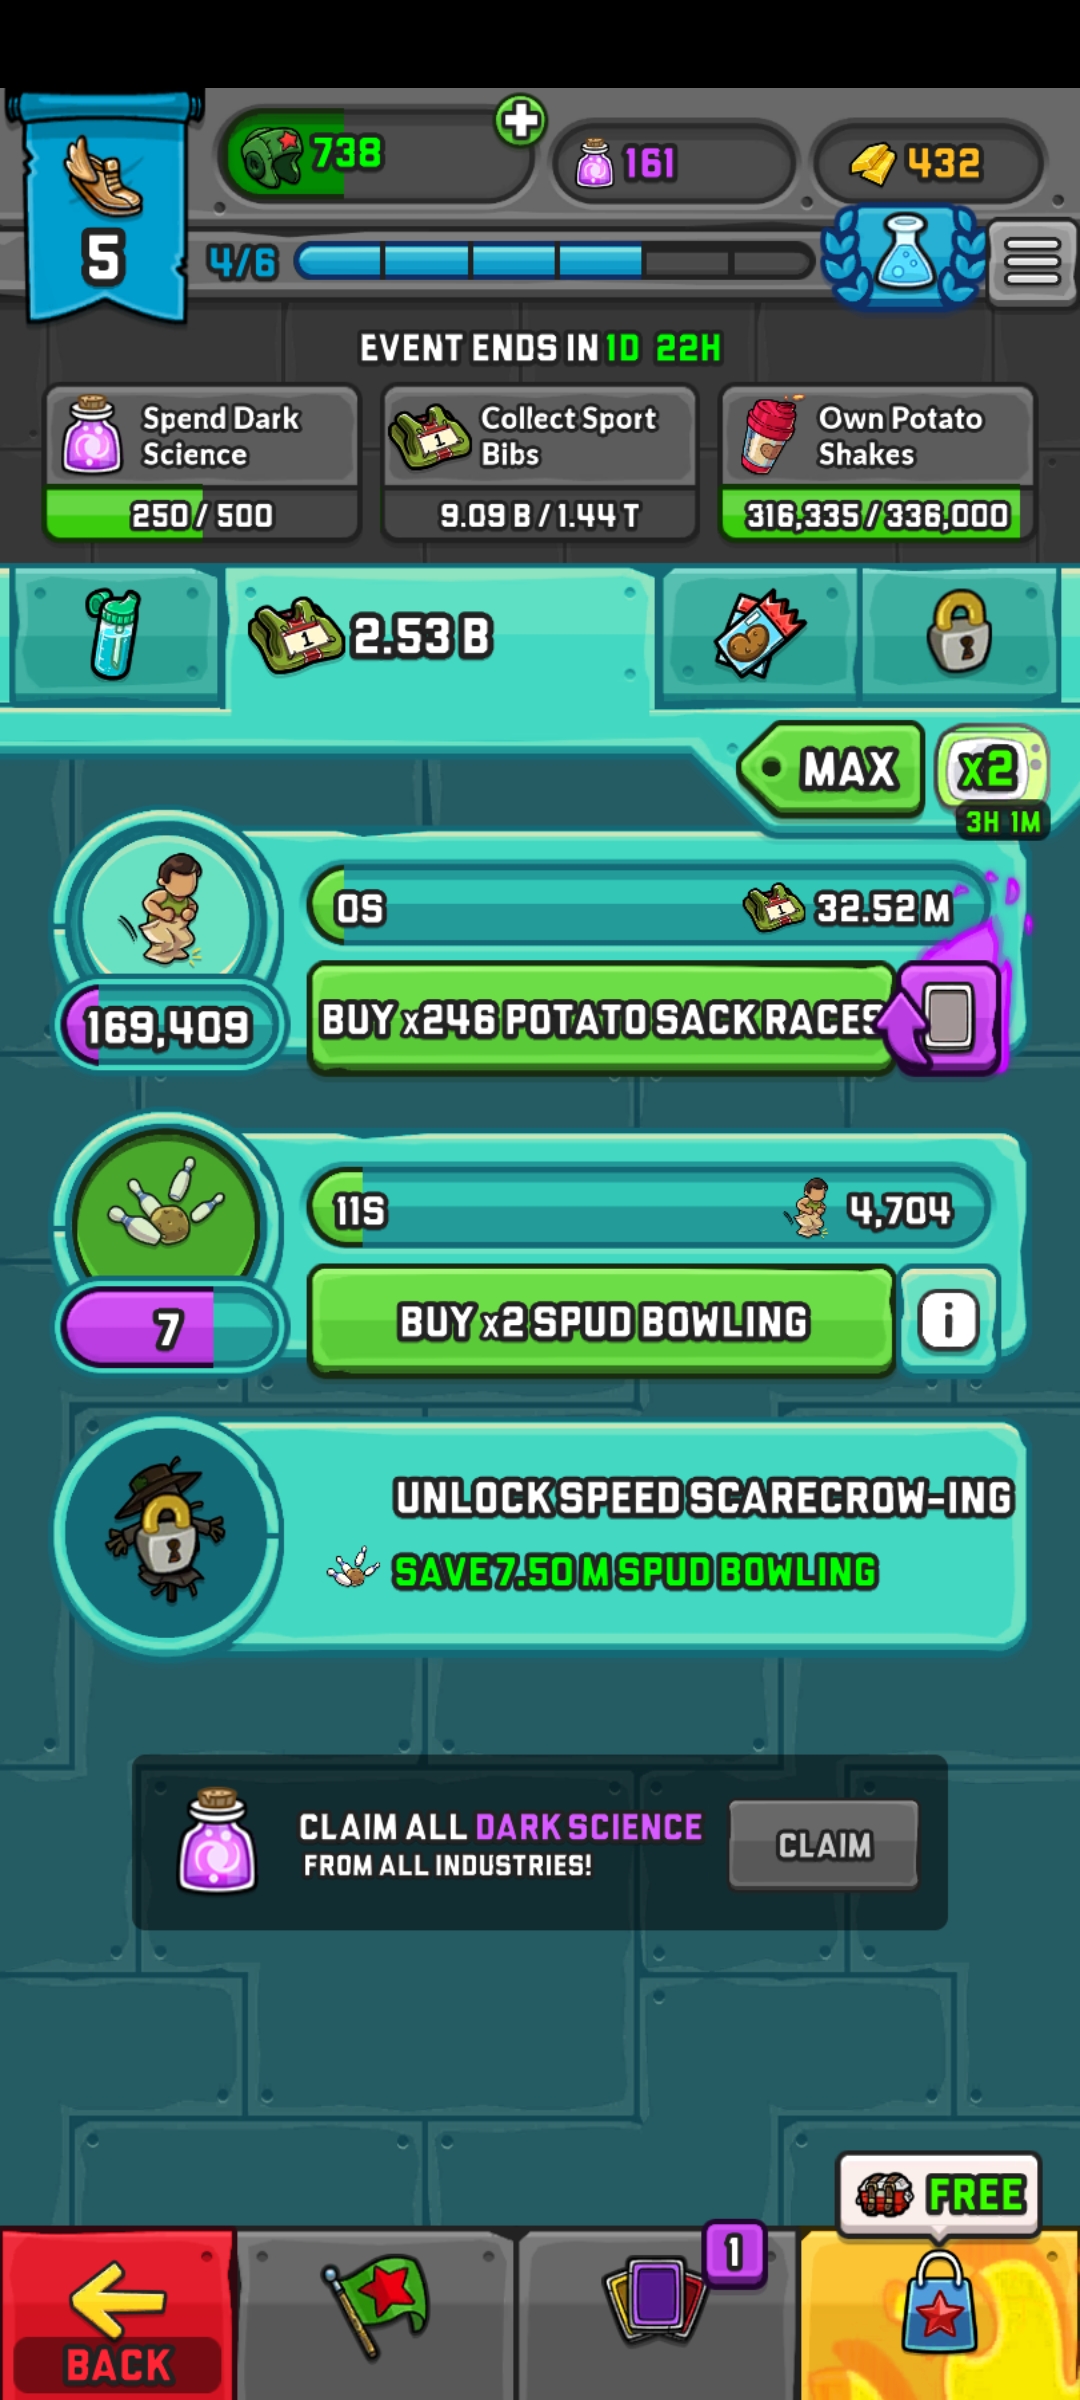 738
161
432
5
4/6
EVENT ENDS IN 1D 22H
Spend Dark
Science
250/500
Collect Sport
Bibs
9.09 B/1.44 T
Own Potato
Shakes
316,335/336,000
1
2.53 B
MAX
x2
3H 1M
0S
1
32.52 M
169,409
BUY x246 POTATO SACK RACES
11S
4,704
7
BUY x2 SPUD BOWLING
i
UNLOCK SPEED SCARECROW-ING
SAVE 7.50 M SPUD BOWLING
CLAIM ALL DARK SCIENCE
FROM ALL INDUSTRIES!
CLAIM
FREE
1
BACK